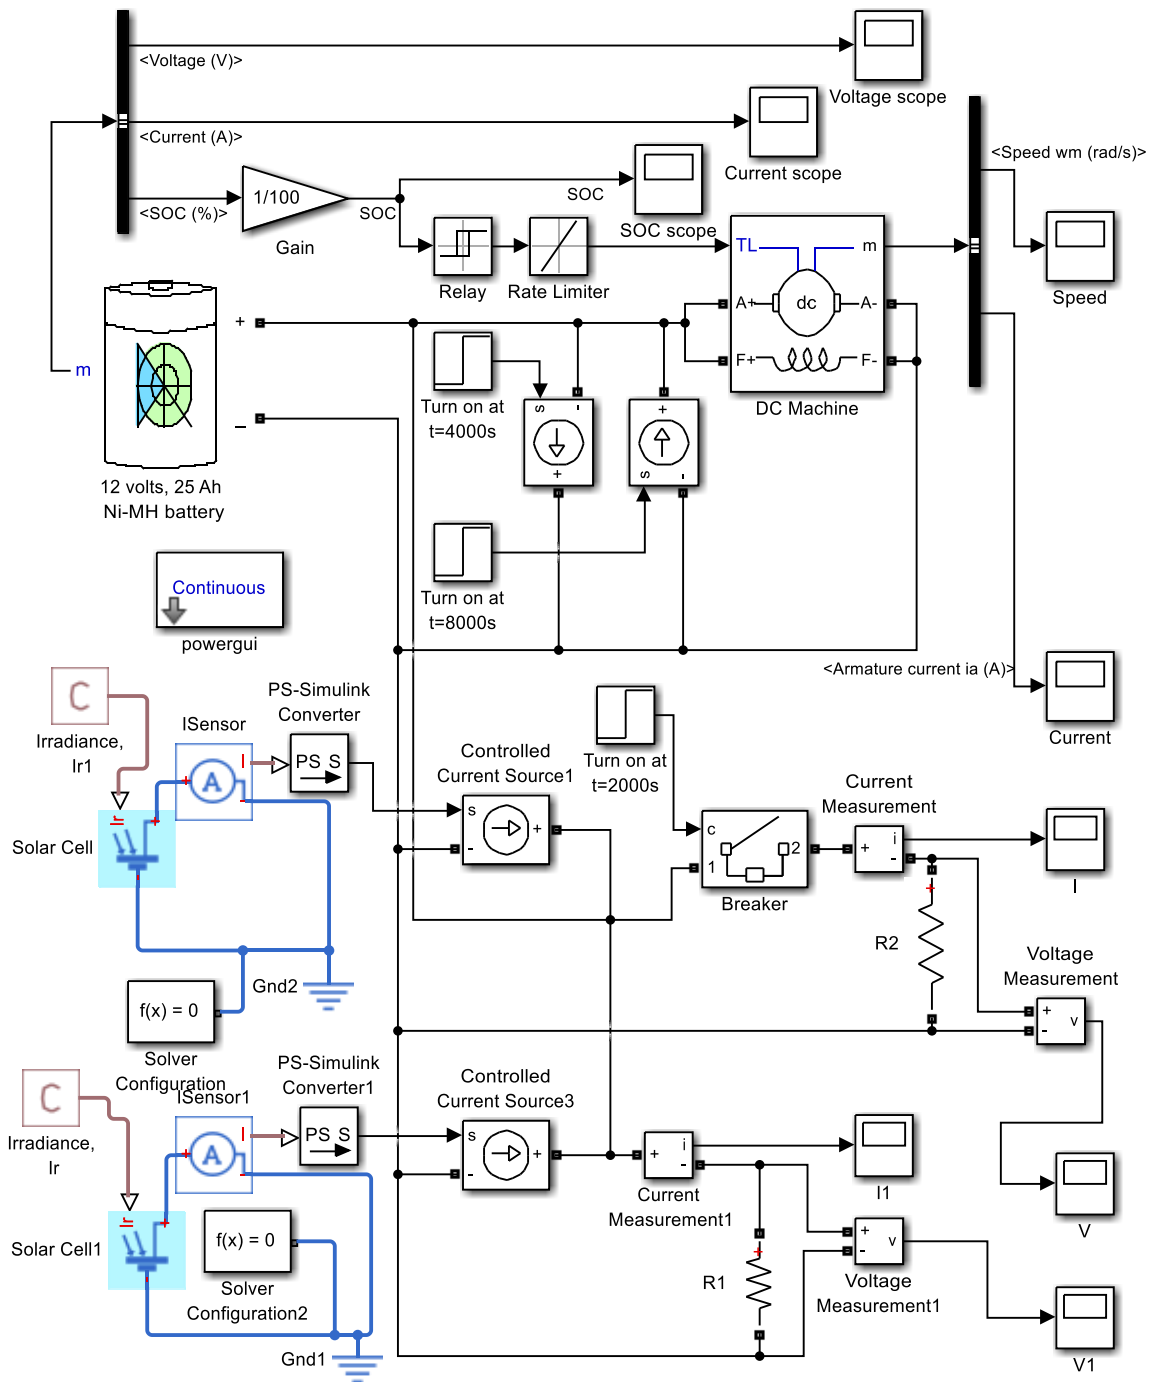 <Voltage (V)>
Voltage scope
<Current (A)>
Current scope
<Speed wm (rad/s)>
<SOC (%)>
1/100
Gain
SOC
SOC
SOC scope
Relay
Rate Limiter
TL
m
A+
dc
A-
F+
F-
DC Machine
Speed
m
+
_
12 volts, 25 Ah
Ni-MH battery
Turn on at
t=4000s
s
-
+
+
s
-
Turn on at
t=8000s
Continuous
powergui
<Armature current ia (A)>
Current
C
Irradiance,
Ir1
ISensor
A
I
+
-
PS-Simulink
Converter
PS S
Ir
+
Solar Cell
Controlled
Current Source1
s
+
-
Turn on at
t=2000s
c
1
2
Breaker
Current
Measurement
+
i
-
I
+
R2
Voltage
Measurement
+
-
v
V
Gnd2
f(x) = 0
Solver
Configuration
C
Irradiance,
Ir
ISensor1
A
I
+
-
PS-Simulink
Converter1
PS S
Ir
+
Solar Cell1
f(x) = 0
Solver
Configuration2
Gnd1
Controlled
Current Source3
s
+
-
+
i
-
Current
Measurement1
I1
+
R1
+
-
v
Voltage
Measurement1
V1